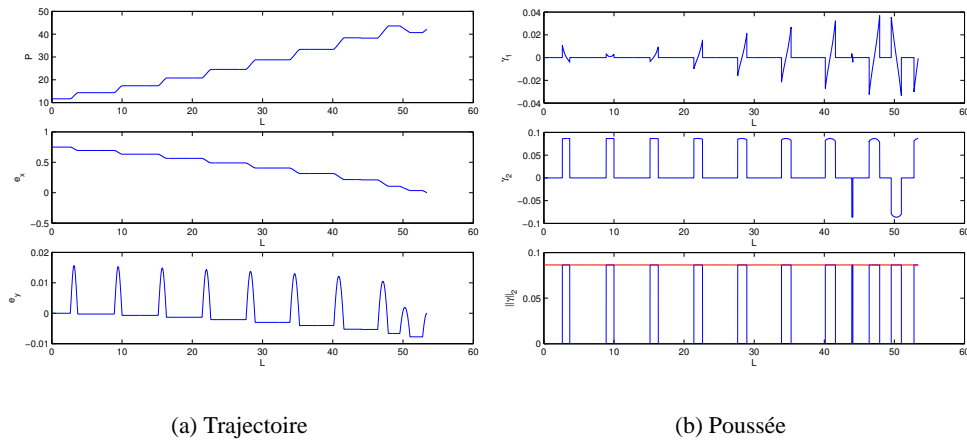 50
40
30
20
10
P
0 10 20 30 40 50 60
L
1
0.5
0
−0.5
e_x
0 10 20 30 40 50 60
L
0.02
0.01
0
−0.01
e_y
0 10 20 30 40 50 60
L
(a) Trajectoire
0.04
0.02
0
−0.02
−0.04
γ_1
0 10 20 30 40 50 60
L
0.1
0.05
0
−0.05
−0.1
γ_2
0 10 20 30 40 50 60
L
0.1
0.05
0
||γ||_2
0 10 20 30 40 50 60
L
(b) Poussée